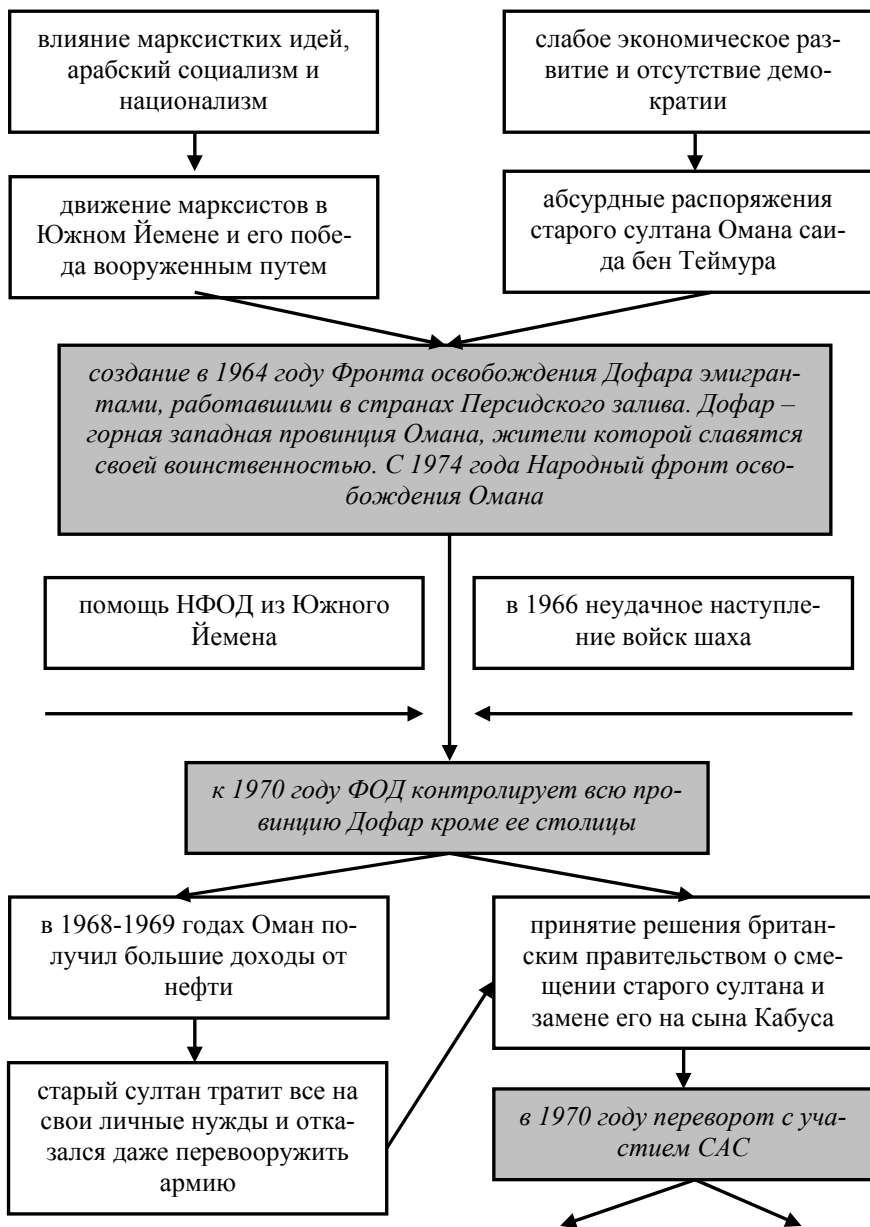 влияние марксистких идей,
арабский социализм и
национализм
слабое экономическое раз-
витие и отсутствие демо-
кратии
движение марксистов в
Южном Йемене и его побе-
да вооруженным путем
абсурдные распоряжения
старого султана Омана саи-
да бен Теймура
создание в 1964 году Фронта освобождения Дофара эмигран-
тами, работавшими в странах Персидского залива. Дофар –
горная западная провинция Омана, жители которой славятся
своей воинственностью. С 1974 года Народный фронт осво-
бождения Омана
помощь НФОД из Южного
Йемена
в 1966 неудачное наступле-
ние войск шаха
к 1970 году ФОД контролирует всю про-
винцию Дофар кроме ее столицы
в 1968-1969 годах Оман по-
лучил большие доходы от
нефти
принятие решения британ-
ским правительством о сме-
щении старого султана и
замене его на сына Кабуса
старый султан тратит все на
свои личные нужды и отка-
зался даже перевооружить
армию
в 1970 году переворот с уча-
стием САС